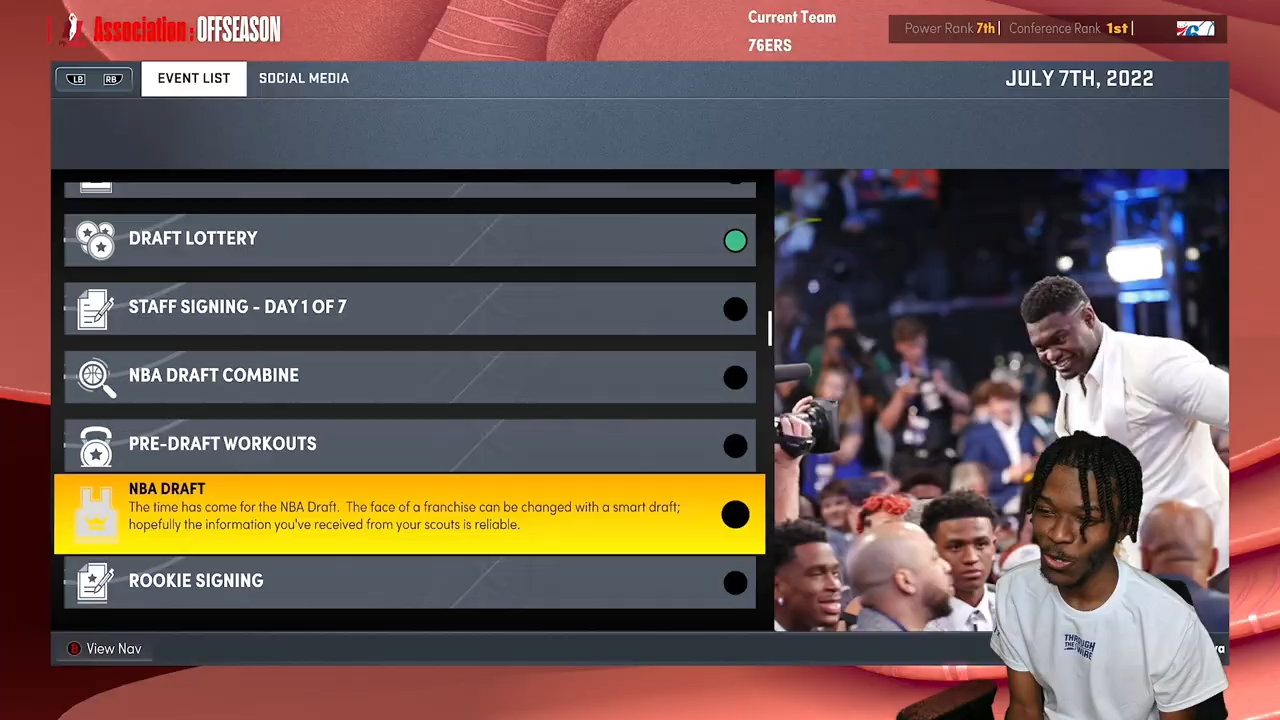 Association: OFFSEASON
Current Team
76ERS
Power Rank 7th| Conference Rank 1st|
LB RB
EVENT LIST
SOCIAL MEDIA
JULY 7TH, 2022
DRAFT LOTTERY
STAFF SIGNING - DAY 1 OF 7
NBA DRAFT COMBINE
PRE-DRAFT WORKOUTS
NBA DRAFT
The time has come for the NBA Draft. The face of a franchise can be changed with a smart draft;
hopefully the information you've received from your scouts is reliable.
ROOKIE SIGNING
B View Nav
THROUGH
THE
WIRE